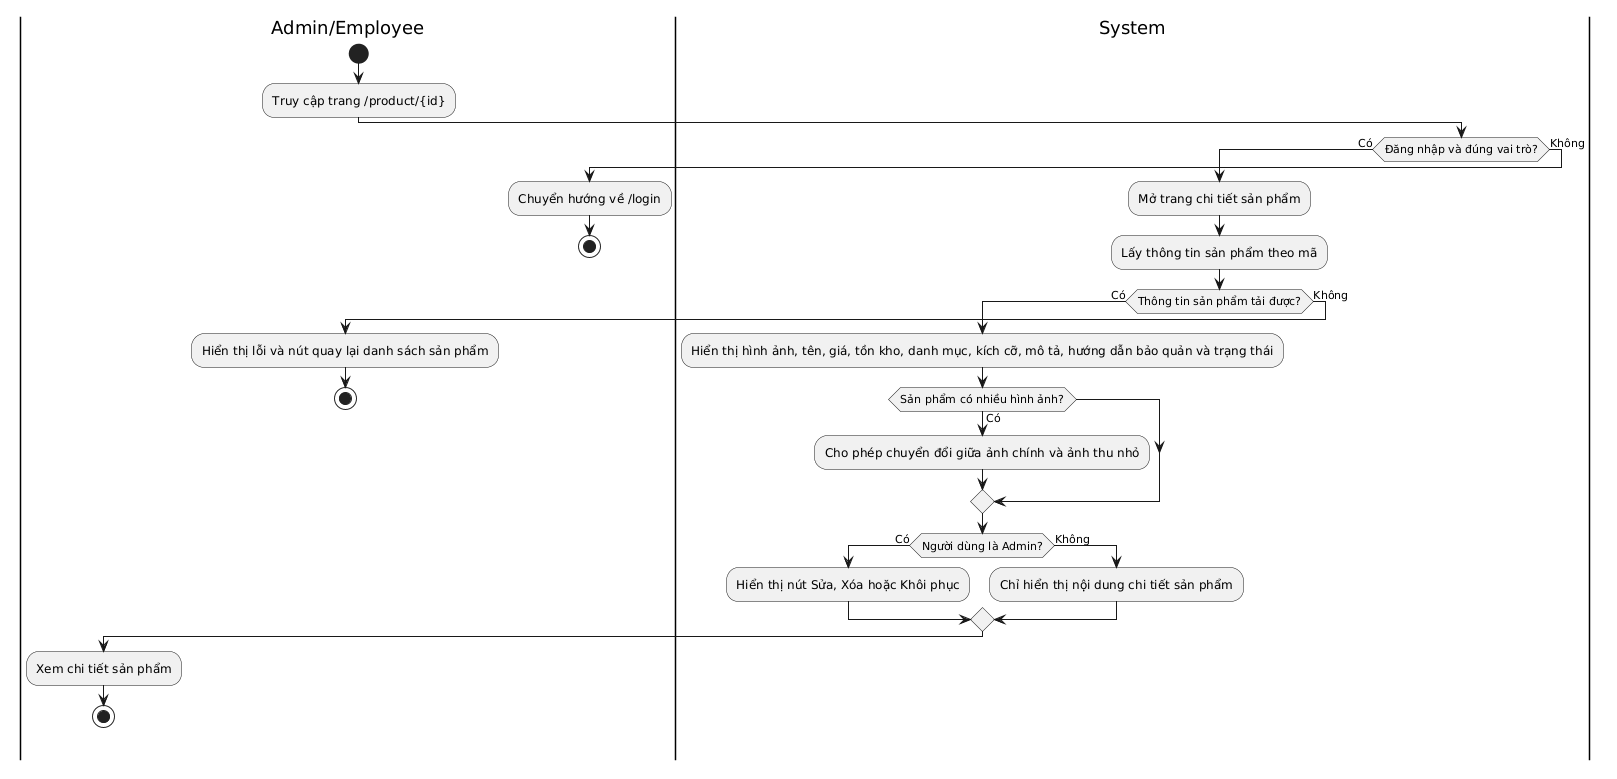 Admin/Employee
System
Truy cập trang /product/{id}
Có
Đăng nhập và đúng vai trò?
Không
Chuyển hướng về /login
Mở trang chi tiết sản phẩm
Lấy thông tin sản phẩm theo mã
Có
Thông tin sản phẩm tải được?
Không
Hiển thị lỗi và nút quay lại danh sách sản phẩm
Hiển thị hình ảnh, tên, giá, tồn kho, danh mục, kích cỡ, mô tả, hướng dẫn bảo quản và trạng thái
Sản phẩm có nhiều hình ảnh?
Có
Cho phép chuyển đổi giữa ảnh chính và ảnh thu nhỏ
Có
Người dùng là Admin?
Không
Hiển thị nút Sửa, Xóa hoặc Khôi phục
Chỉ hiển thị nội dung chi tiết sản phẩm
Xem chi tiết sản phẩm